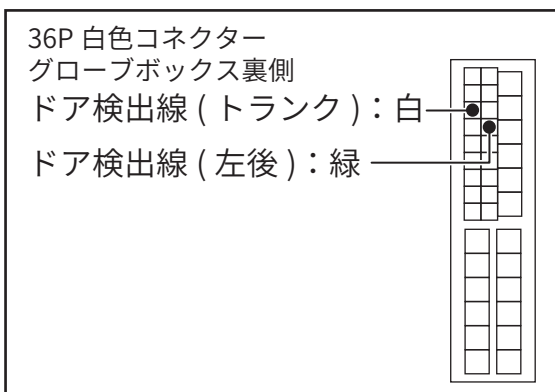 36P 白色コネクター
グローブボックス裏側
ドア検出線 ( トランク )：白
ドア検出線 ( 左後 )：緑